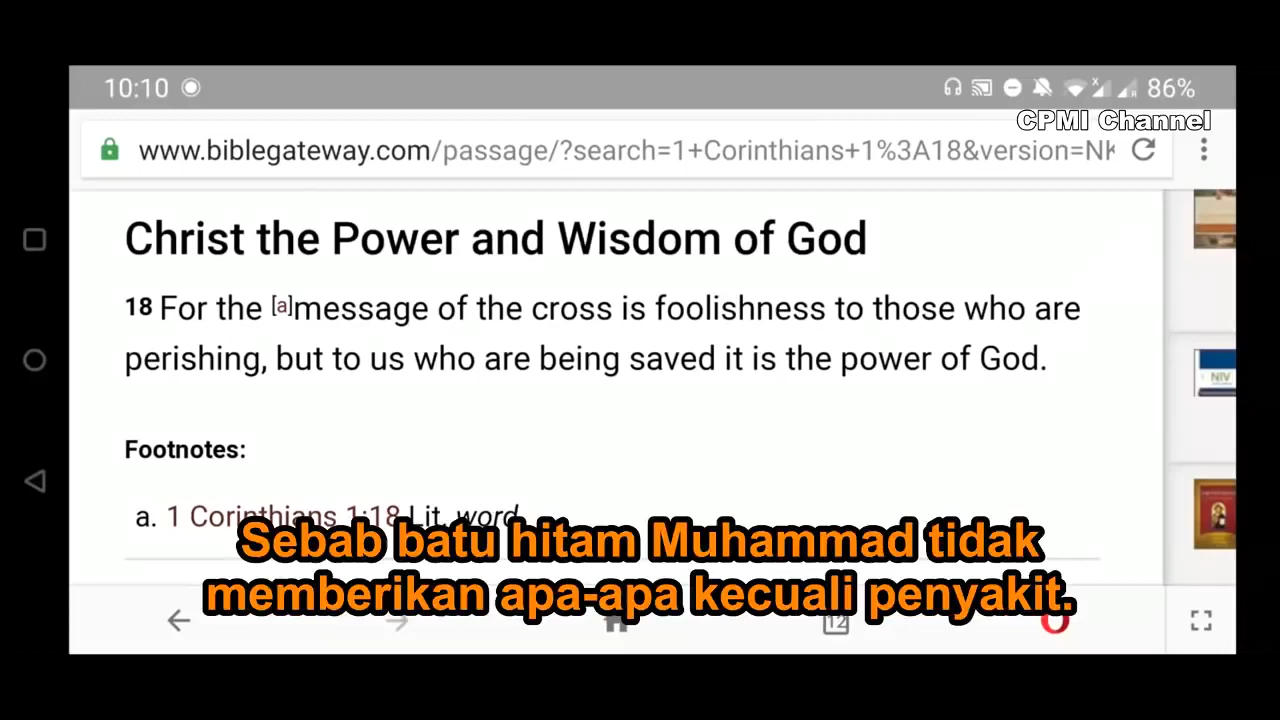 10:10
86%
CPMI Channel
www.biblegateway.com/passage/?search=1+Corinthians+1%3A18&version=NK
Christ the Power and Wisdom of God
18 For the [a]message of the cross is foolishness to those who are
perishing, but to us who are being saved it is the power of God.
NIV
Footnotes:
a. 1 Corinthians 1:18 Lit. word
Sebab batu hitam Muhammad tidak
memberikan apa-apa kecuali penyakit.
12